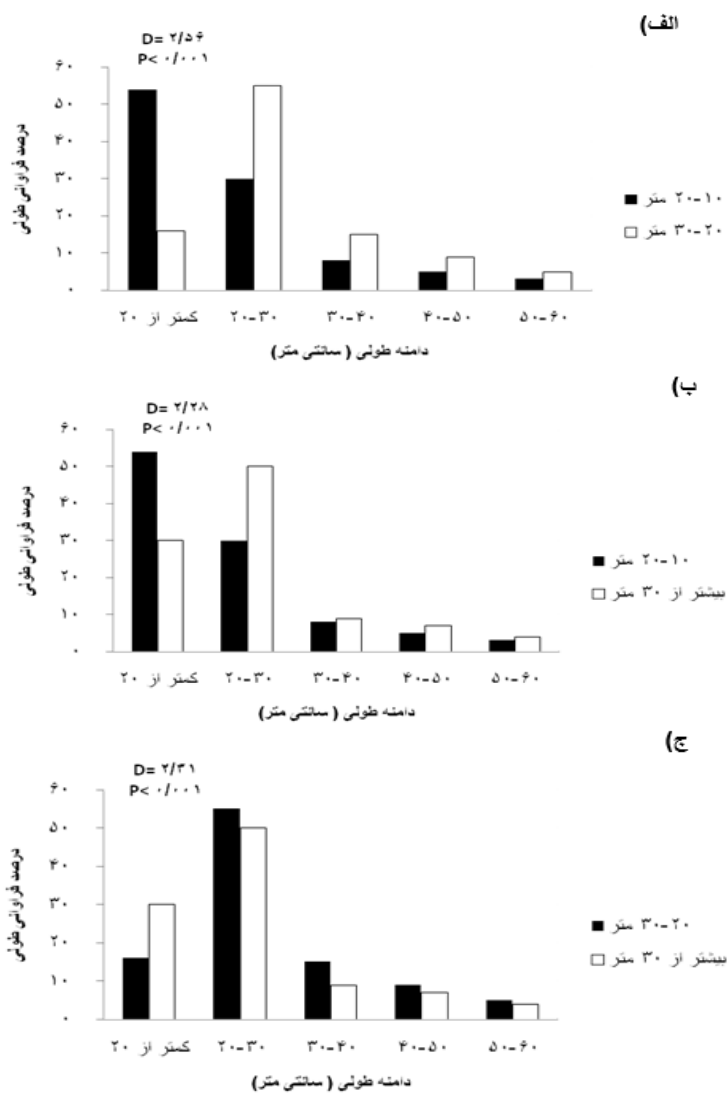 الف)
D= ۲/۵۶
P< ۰/۰۰۱
درصد فراوانی طولی
۶۰
۵۰
۴۰
۳۰
۲۰
۱۰
۰
کمتر از ۲۰
۲۰-۳۰
۳۰-۴۰
۴۰-۵۰
۵۰-۶۰
دامنه طولی ( سانتی متر)
۲۰-۱۰ متر
۳۰-۲۰ متر
ب)
D= ۲/۲۸
P< ۰/۰۰۱
درصد فراوانی طولی
۶۰
۵۰
۴۰
۳۰
۲۰
۱۰
۰
کمتر از ۲۰
۲۰-۳۰
۳۰-۴۰
۴۰-۵۰
۵۰-۶۰
دامنه طولی ( سانتی متر)
۲۰-۱۰ متر
بیشتر از ۳۰ متر
ج)
D= ۲/۳۱
P< ۰/۰۰۱
درصد فراوانی طولی
۶۰
۵۰
۴۰
۳۰
۲۰
۱۰
۰
کمتر از ۲۰
۲۰-۳۰
۳۰-۴۰
۴۰-۵۰
۵۰-۶۰
دامنه طولی ( سانتی متر)
۳۰-۲۰ متر
بیشتر از ۳۰ متر